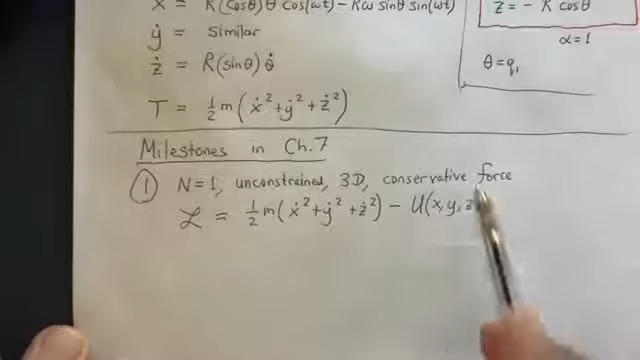 ẋ = R(cosθ)θ̇ cos(ωt) − Rω sinθ sin(ωt)
ẏ = similar
ż = R(sinθ)θ̇
T = ½m(ẋ² + ẏ² + ż²)
z = − R cosθ
α = 1
θ = q₁
Milestones in Ch.7
① N=1, unconstrained, 3D, conservative force
ℒ = ½m(ẋ² + ẏ² + ż²) − U(x, y, z